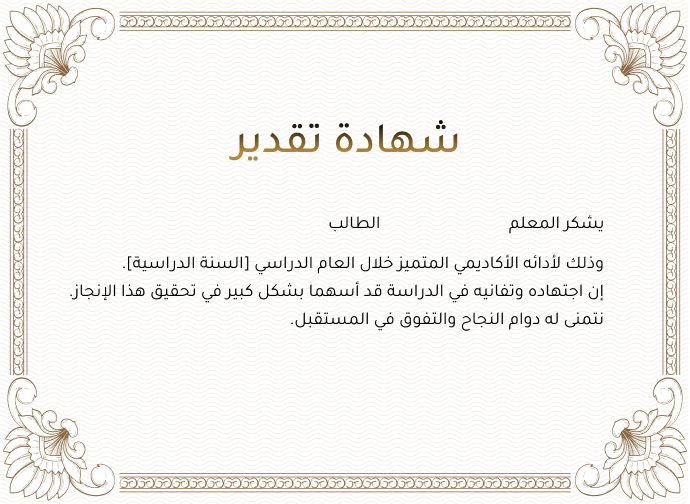 شهادة تقدير
يشكر المعلم الطالب
وذلك لأدائه الأكاديمي المتميز خلال العام الدراسي [السنة الدراسية].
إن اجتهاده وتفانيه في الدراسة قد أسهما بشكل كبير في تحقيق هذا الإنجاز.
نتمنى له دوام النجاح والتفوق في المستقبل.